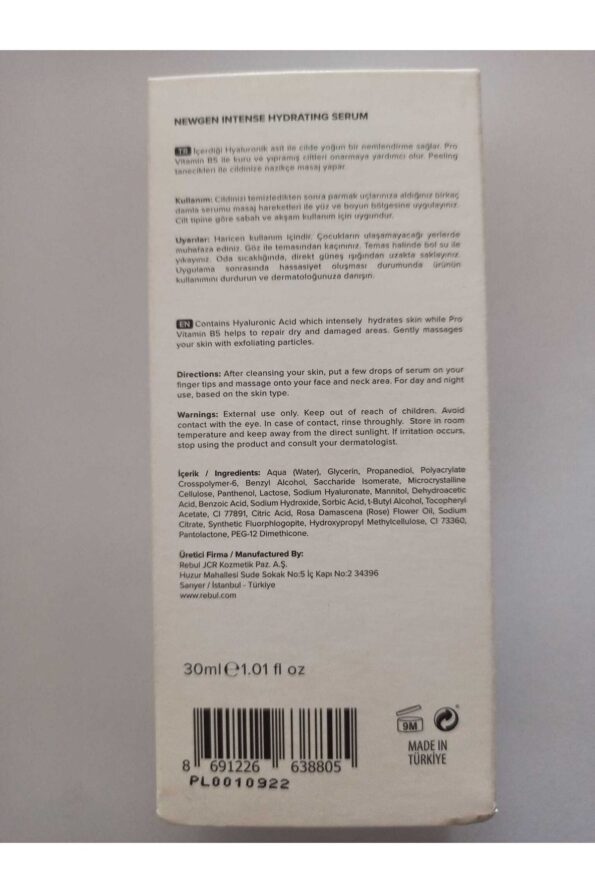 NEWGEN INTENSE HYDRATING SERUM
TR İçerdiği Hyaluronik asit ile cilde yoğun bir nemlendirme sağlar. Pro
Vitamin B5 ile kuru ve yıpramış ciltleri onarmaya yardımcı olur. Peeling
tanecikleri ile cildinize nazikçe masaj yapar.
Kullanım: Cildinizi temizledikten sonra parmak uçlarınıza aldığınız birkaç
damla serumu masaj hareketleri ile yüz ve boyun bölgesine uygulayınız.
Cilt tipine göre sabah ve akşam kullanım için uygundur.
Uyarılar: Haricen kullanım içindir. Çocukların ulaşamayacağı yerlerde
muhafaza ediniz. Göz ile temasından kaçınınız. Temas halinde bol su ile
yıkayınız. Oda sıcaklığında, direkt güneş ışığından uzakta saklayınız.
Uygulama sonrasında hassasiyet oluşması durumunda ürünün
kullanımını durdurun ve dermatoloğunuza danışın.
EN Contains Hyaluronic Acid which intensely hydrates skin while Pro
Vitamin B5 helps to repair dry and damaged areas. Gently massages
your skin with exfoliating particles.
Directions: After cleansing your skin, put a few drops of serum on your
finger tips and massage onto your face and neck area. For day and night
use, based on the skin type.
Warnings: External use only. Keep out of reach of children. Avoid
contact with the eye. In case of contact, rinse throughly. Store in room
temperature and keep away from the direct sunlight. If irritation occurs,
stop using the product and consult your dermatologist.
İçerik / Ingredients: Aqua (Water), Glycerin, Propanediol, Polyacrylate
Crosspolymer-6, Benzyl Alcohol, Saccharide Isomerate, Microcrystalline
Cellulose, Panthenol, Lactose, Sodium Hyaluronate, Mannitol, Dehydroacetic
Acid, Benzoic Acid, Sodium Hydroxide, Sorbic Acid, t-Butyl Alcohol, Tocopheryl
Acetate, CI 77891, Citric Acid, Rosa Damascena (Rose) Flower Oil, Sodium
Citrate, Synthetic Fluorphlogopite, Hydroxypropyl Methylcellulose, CI 73360,
Pantolactone, PEG-12 Dimethicone.
Üretici Firma / Manufactured By:
Rebul JCR Kozmetik Paz. A.Ş.
Huzur Mahallesi Sude Sokak No:5 İç Kapı No:2 34396
Sarıyer / İstanbul - Türkiye
www.rebul.com
30ml ℮ 1.01 fl oz
8 691226 638805
PL0010922
9M
MADE IN
TÜRKİYE